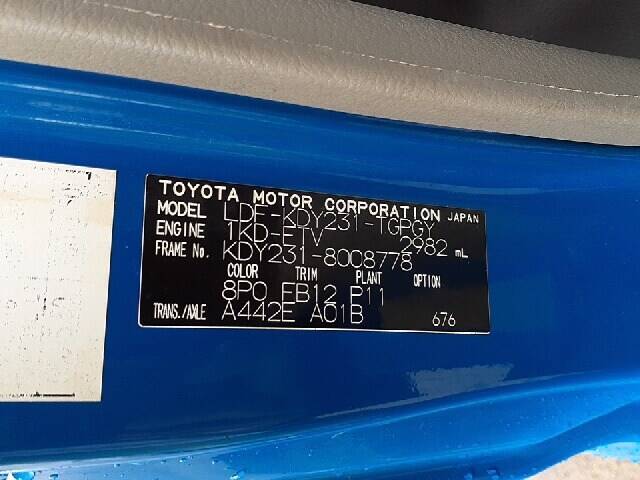 TOYOTA MOTOR CORPORATION JAPAN
MODEL LDF-KDY231-TGPGY
ENGINE 1KD-FTV 2982 mL
FRAME No. KDY231-8008778
COLOR TRIM PLANT OPTION
8P0 FB12 P11
TRANS./AXLE A442E A01B 676